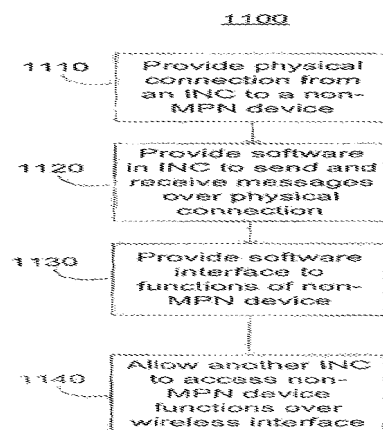 1100
1110
Provide physical
connection from
an INC to a non-
MPN device
1120
Provide software
in INC to send and
receive messages
over physical
connection
1130
Provide software
interface to
functions of non-
MPN device
1140
Allow another INC
to access non-
MPN device
functions over
wireless interface